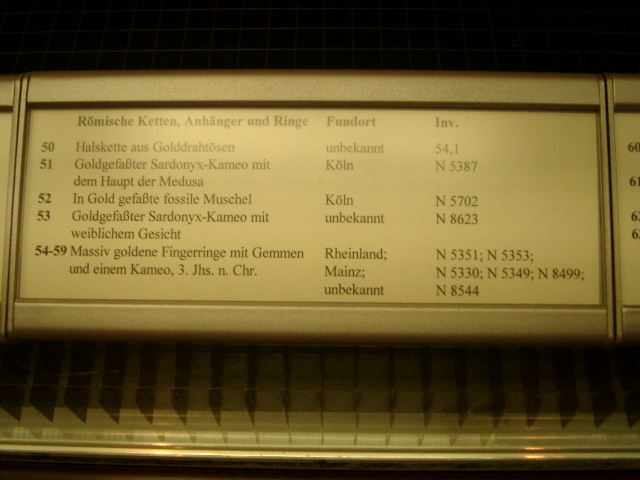 Römische Ketten, Anhänger und Ringe Fundort Inv.
50 Halskette aus Golddrahtösen unbekannt 54,1
51 Goldgefaßter Sardonyx-Kameo mit Köln N 5387
dem Haupt der Medusa
52 In Gold gefaßte fossile Muschel Köln N 5702
53 Goldgefaßter Sardonyx-Kameo mit unbekannt N 8623
weiblichem Gesicht
54-59 Massiv goldene Fingerringe mit Gemmen Rheinland; N 5351; N 5353;
und einem Kameo, 3. Jhs. n. Chr. Mainz; N 5330; N 5349; N 8499;
unbekannt N 8544
60
61